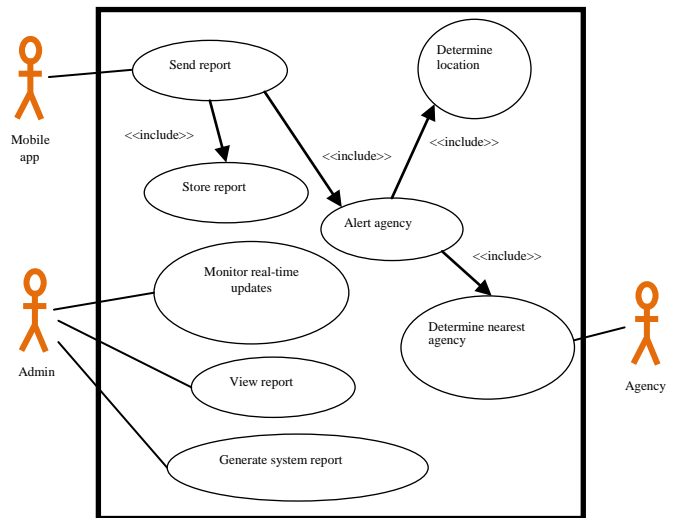 Send report
Determine
location
Mobile
app
<<include>>
<<include>>
<<include>>
Store report
Alert agency
<<include>>
Monitor real-time
updates
Determine nearest
agency
Admin
View report
Agency
Generate system report